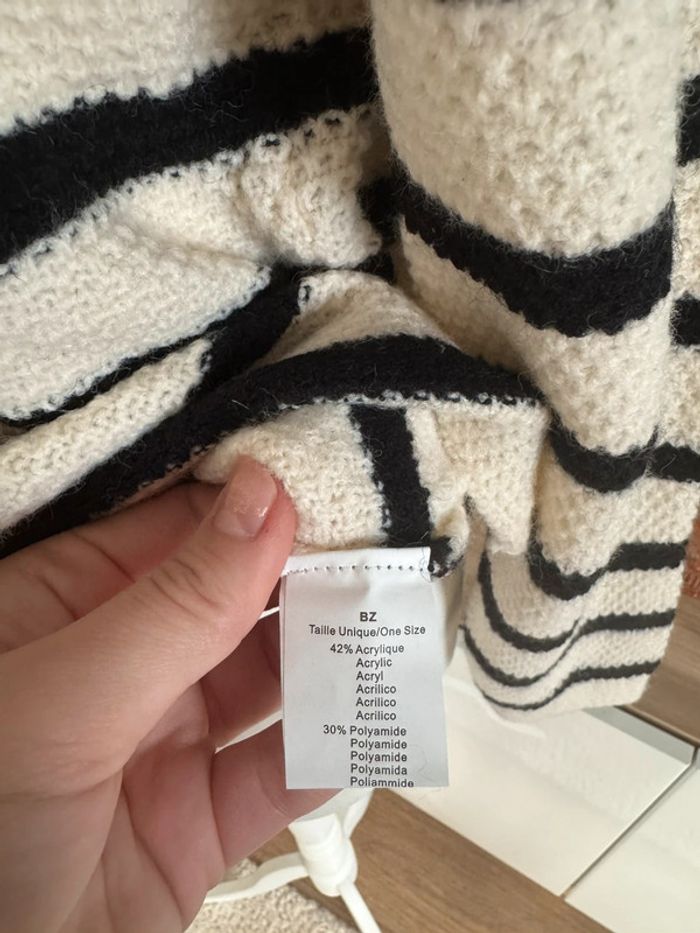 BZ
Taille Unique/One Size
42% Acrylique
Acrylic
Acryl
Acrilico
Acrilico
Acrilico
30% Polyamide
Polyamide
Polyamide
Polyamida
Poliammide